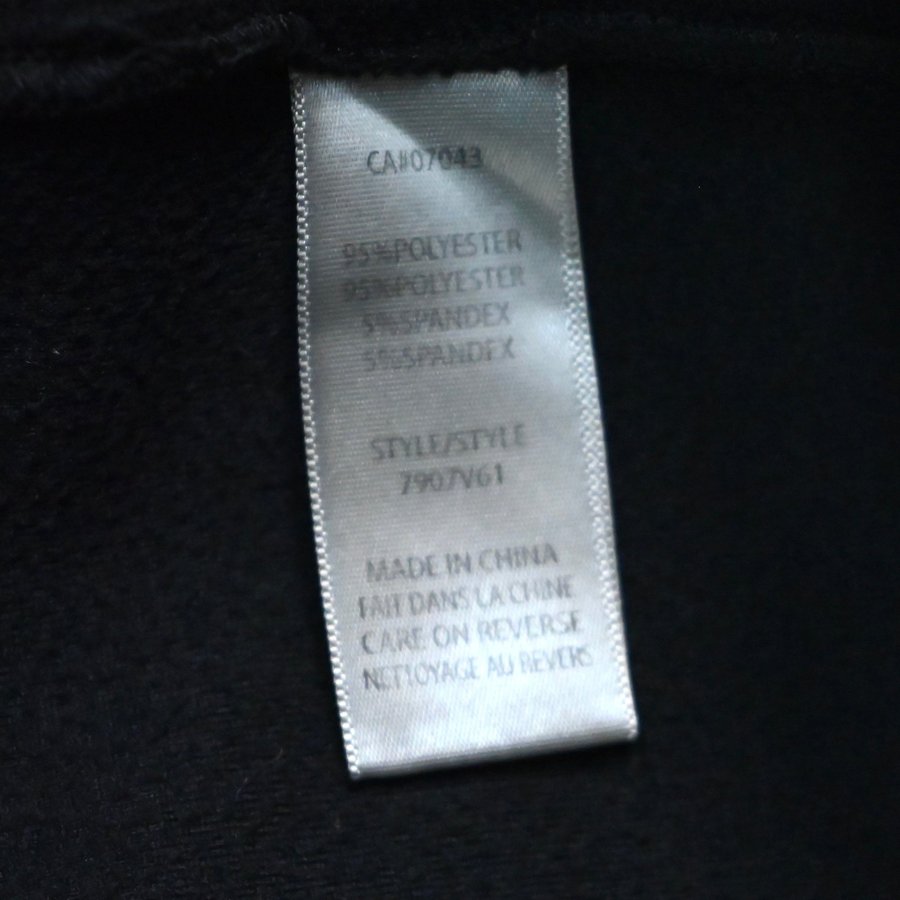 CA#07043
95%POLYESTER
95%POLYESTER
5%SPANDEX
5%SPANDEX
STYLE/STYLE
7907V61
MADE IN CHINA
FAIT DANS LA CHINE
CARE ON REVERSE
NETTOYAGE AU REVERS